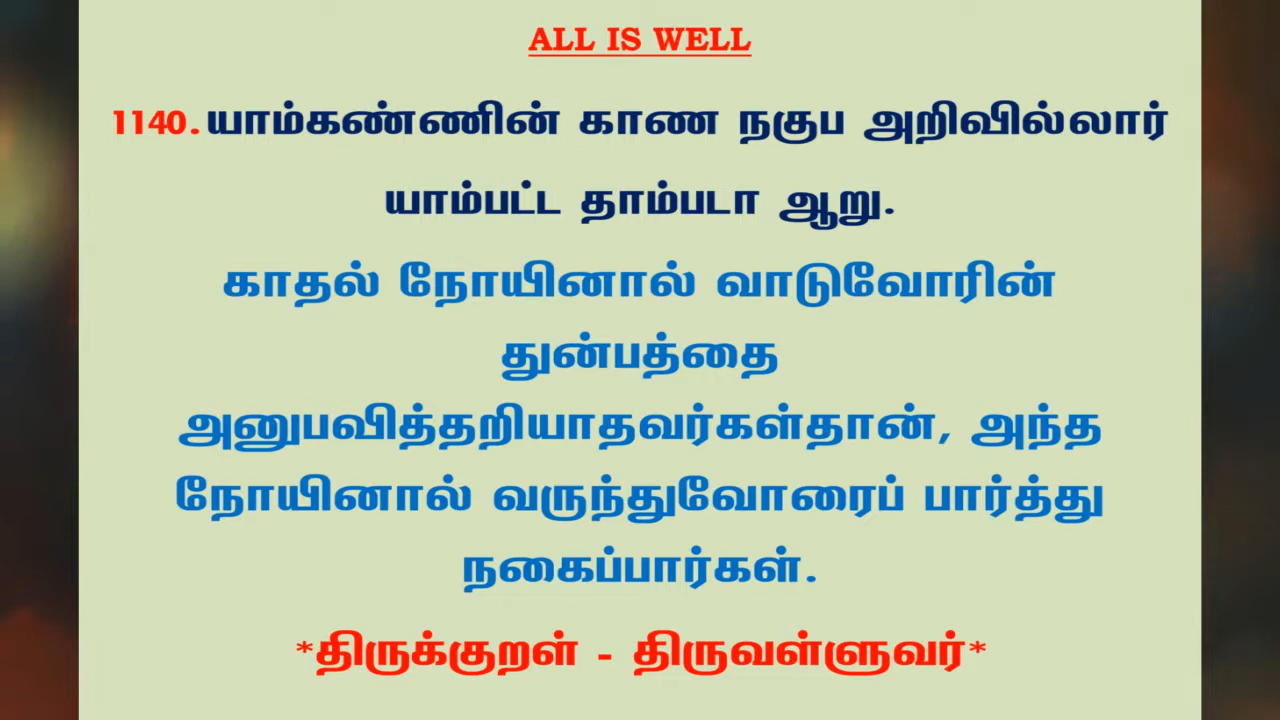 ALL IS WELL
1140.யாம்கண்ணின் காண நகுப அறிவில்லார்
யாம்பட்ட தாம்படா ஆறு.
காதல் நோயினால் வாடுவோரின்
துன்பத்தை
அனுபவித்தறியாதவர்கள்தான், அந்த
நோயினால் வருந்துவோரைப் பார்த்து
நகைப்பார்கள்.
*திருக்குறள் - திருவள்ளுவர்*